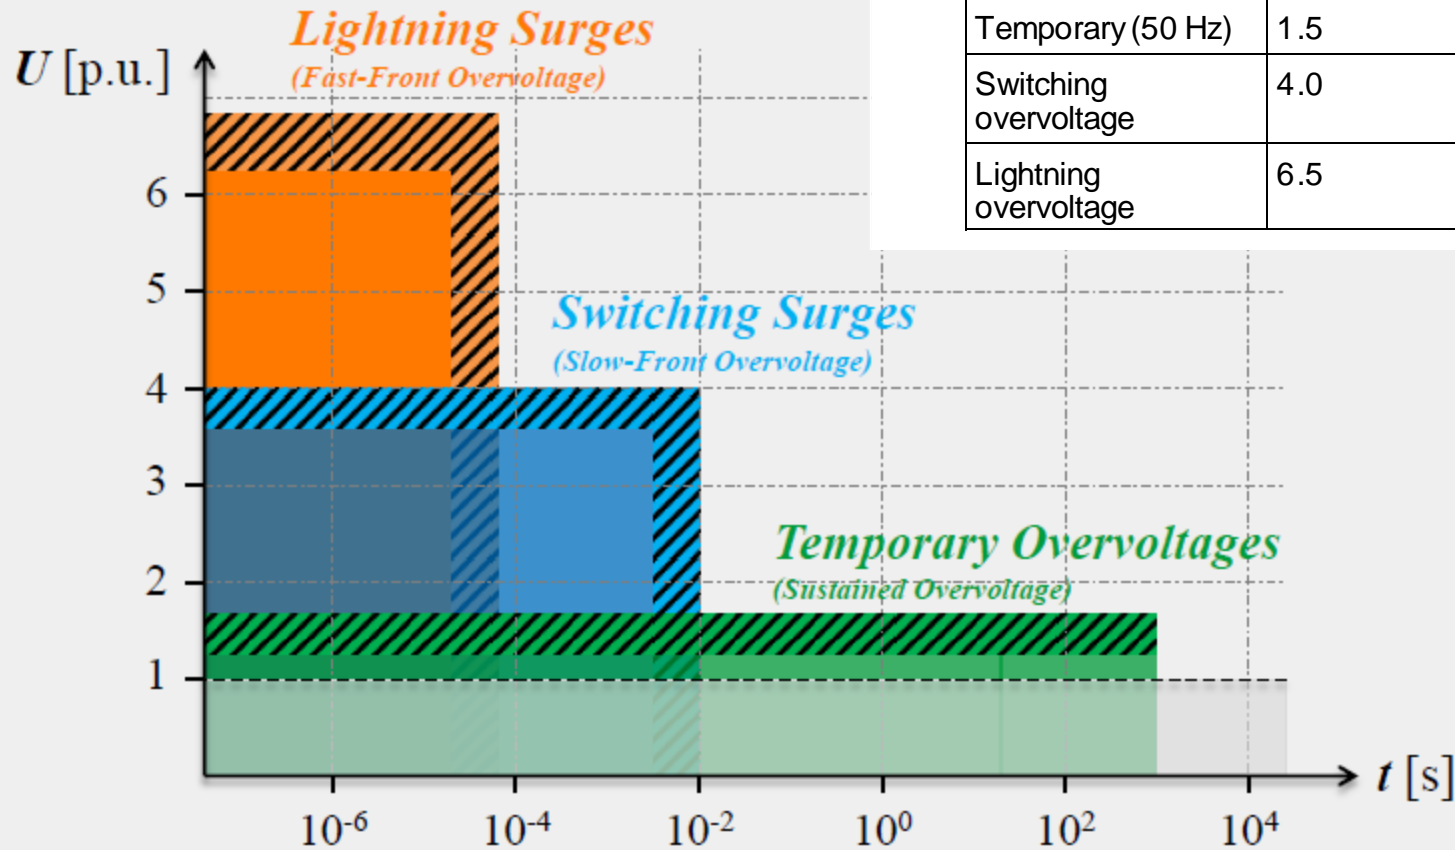 Lightning Surges
(Fast-Front Overvoltage)
U [p.u.]
Temporary (50 Hz) 1.5
Switching 4.0
overvoltage
Lightning 6.5
overvoltage
6
5
Switching Surges
(Slow-Front Overvoltage)
4
3
Temporary Overvoltages
(Sustained Overvoltage)
2
1
t [s]
10⁻⁶ 10⁻⁴ 10⁻² 10⁰ 10² 10⁴